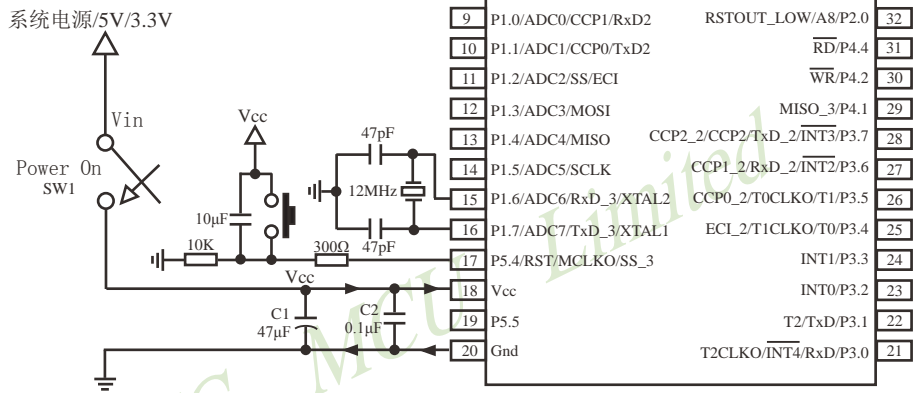 系统电源/5V/3.3V
Vin
Power On
SW1
Vcc
10μF
10K
300Ω
47pF
12MHz
47pF
Vcc
C1
47μF
C2
0.1μF
9 P1.0/ADC0/CCP1/RxD2
10 P1.1/ADC1/CCP0/TxD2
11 P1.2/ADC2/SS/ECI
12 P1.3/ADC3/MOSI
13 P1.4/ADC4/MISO
14 P1.5/ADC5/SCLK
15 P1.6/ADC6/RxD_3/XTAL2
16 P1.7/ADC7/TxD_3/XTAL1
17 P5.4/RST/MCLKO/SS_3
18 Vcc
19 P5.5
20 Gnd
RSTOUT_LOW/A8/P2.0 32
RD/P4.4 31
WR/P4.2 30
MISO_3/P4.1 29
CCP2_2/CCP2/TxD_2/INT3/P3.7 28
CCP1_2/RxD_2/INT2/P3.6 27
CCP0_2/T0CLKO/T1/P3.5 26
ECI_2/T1CLKO/T0/P3.4 25
INT1/P3.3 24
INT0/P3.2 23
T2/TxD/P3.1 22
T2CLKO/INT4/RxD/P3.0 21
MCU Limited